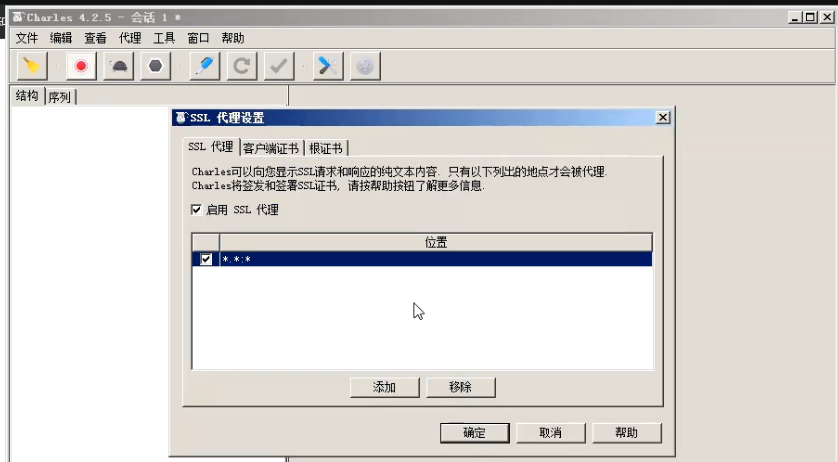 Charles 4.2.5 - 会话 1 *
文件 编辑 查看 代理 工具 窗口 帮助
结构 序列
SSL 代理设置
SSL 代理 客户端证书 根证书
Charles可以向您显示SSL请求和响应的纯文本内容. 只有以下列出的地点才会被代理.
Charles将签发和签署SSL证书, 请按帮助按钮了解更多信息.
启用 SSL 代理
位置
*.*:*
添加 移除
确定 取消 帮助